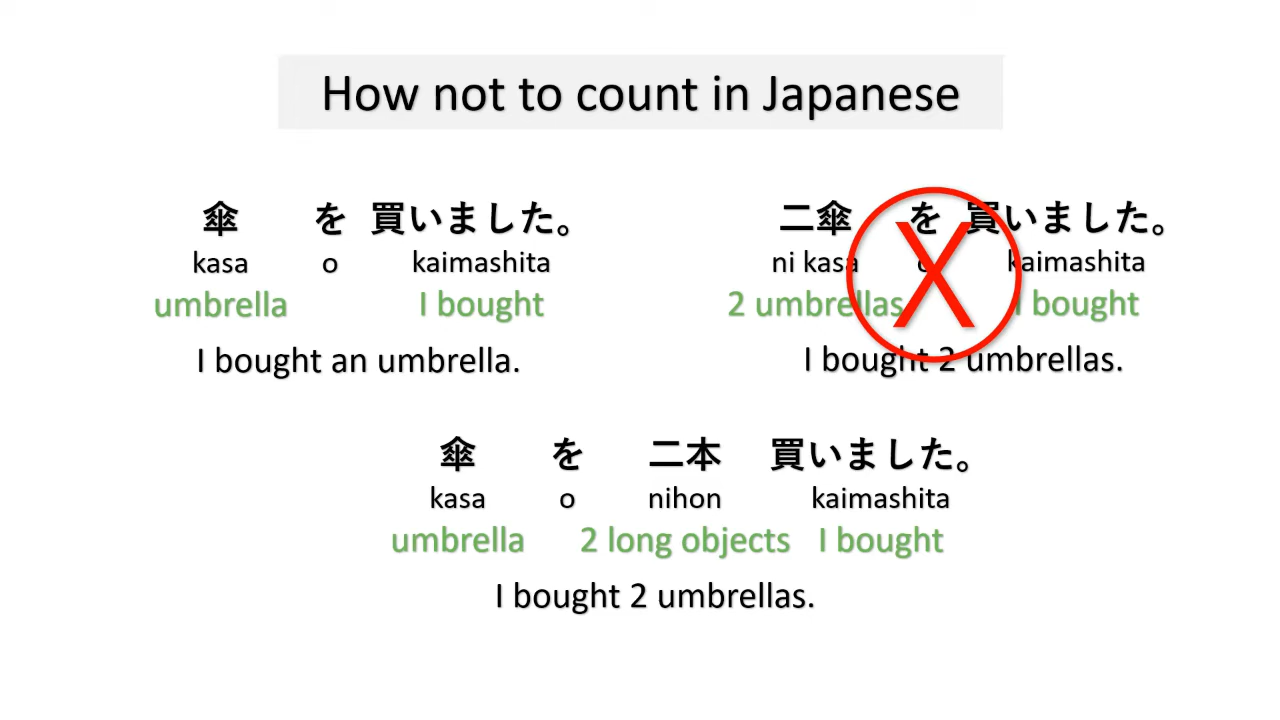 How not to count in Japanese
傘 を 買いました。
kasa o kaimashita
umbrella I bought
I bought an umbrella.
二傘 を 買いました。
ni kasa o kaimashita
2 umbrellas I bought
I bought 2 umbrellas.
X
傘 を 二本 買いました。
kasa o nihon kaimashita
umbrella 2 long objects I bought
I bought 2 umbrellas.